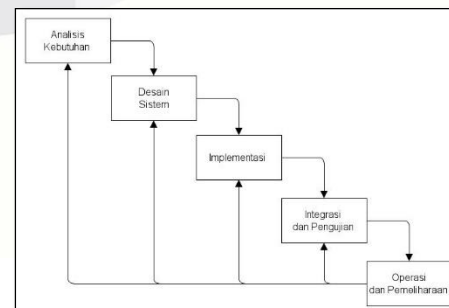 Analisis
Kebutuhan
Desain
Sistem
Implementasi
Integrasi
dan Pengujian
Operasi
dan Pemeliharaan